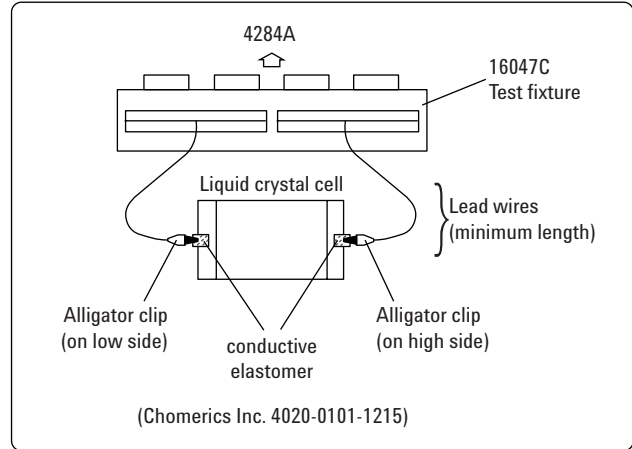 4284A
16047C
Test fixture
Liquid crystal cell
Lead wires
(minimum length)
Alligator clip
(on low side)
conductive
elastomer
Alligator clip
(on high side)
(Chomerics Inc. 4020-0101-1215)